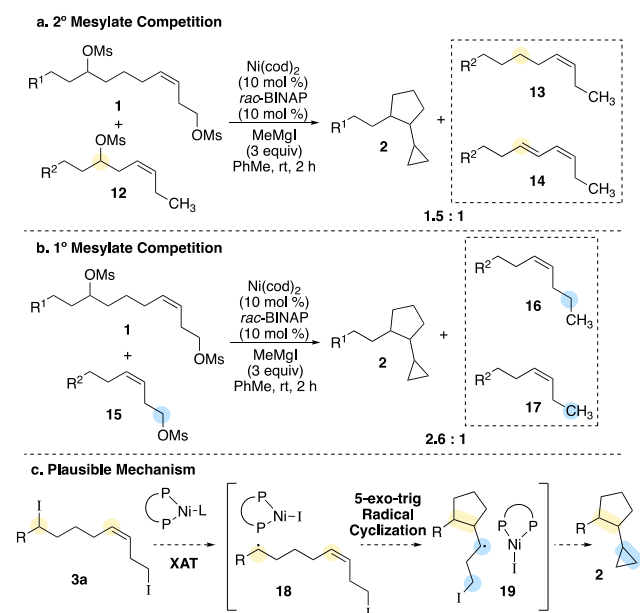 a. 2º Mesylate Competition
OMs
R1
1
OMs
+
OMs
R2
12
CH3
Ni(cod)2
(10 mol %)
rac-BINAP
(10 mol %)
MeMgI
(3 equiv)
PhMe, rt, 2 h
R1
2
+
R2
13
CH3
R2
14
CH3
1.5 : 1
b. 1º Mesylate Competition
OMs
R1
1
OMs
+
R2
15
OMs
Ni(cod)2
(10 mol %)
rac-BINAP
(10 mol %)
MeMgI
(3 equiv)
PhMe, rt, 2 h
R1
2
+
R2
16
CH3
R2
17
CH3
2.6 : 1
c. Plausible Mechanism
I
R
3a
I
P
Ni-L
P
XAT
P
Ni-I
P
R
18
I
5-exo-trig
Radical
Cyclization
R
I
19
P
P
Ni
I
R
2